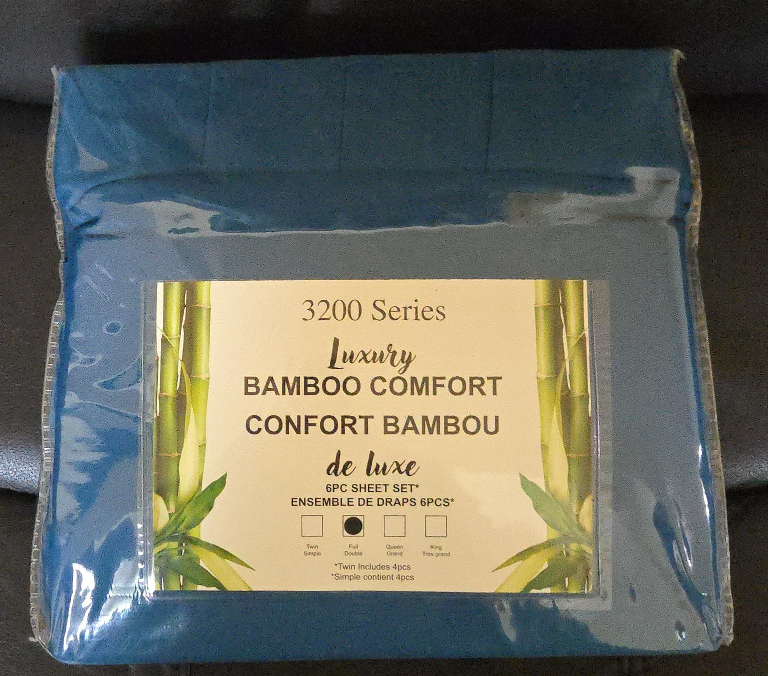 3200 Series
Luxury
BAMBOO COMFORT
CONFORT BAMBOU
de luxe
6PC SHEET SET*
ENSEMBLE DE DRAPS 6PCS*
Twin Full Queen King
Simple Double Grand Très grand
*Twin Includes 4pcs
*Simple contient 4pcs